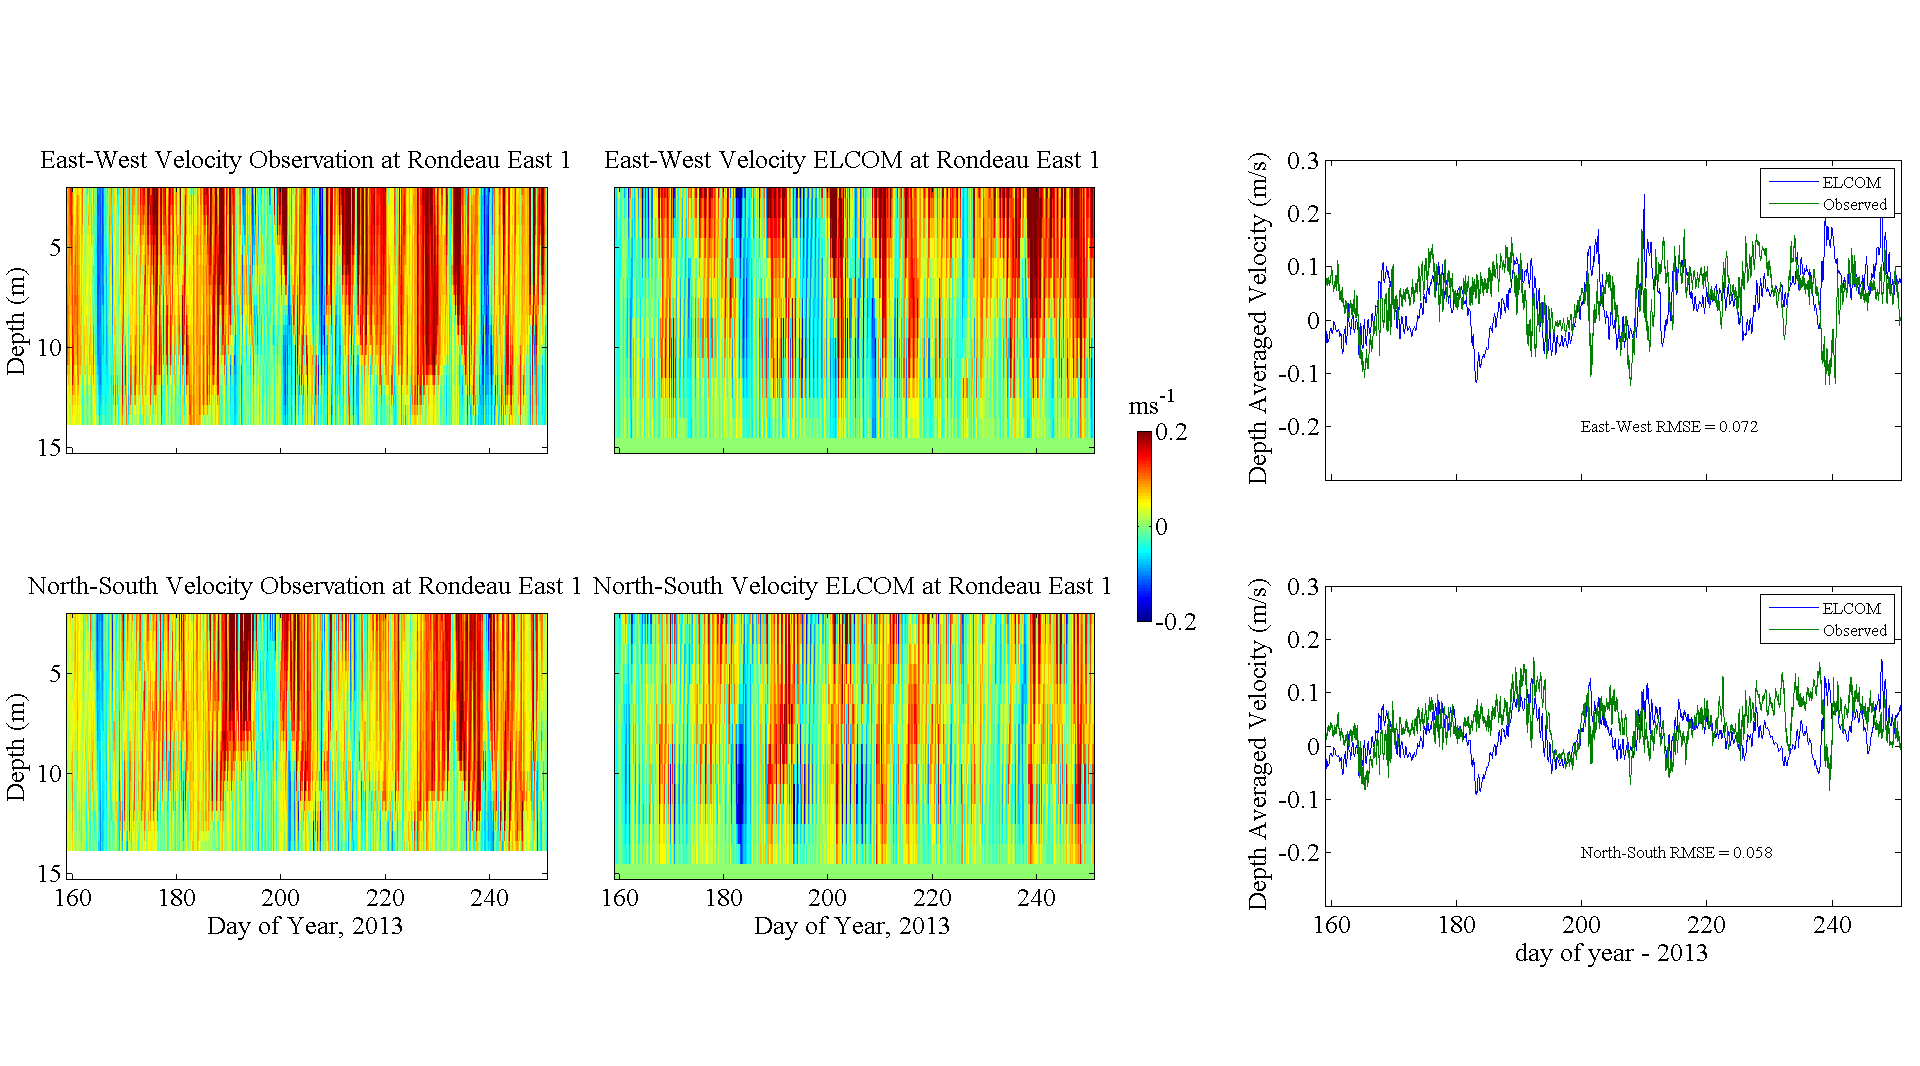 East-West Velocity Observation at Rondeau East 1
Depth (m)
5
10
15
East-West Velocity ELCOM at Rondeau East 1
ms-1
0.2
0
-0.2
North-South Velocity Observation at Rondeau East 1
Depth (m)
5
10
15
160 180 200 220 240
Day of Year, 2013
North-South Velocity ELCOM at Rondeau East 1
160 180 200 220 240
Day of Year, 2013
Depth Averaged Velocity (m/s)
0.3
0.2
0.1
0
-0.1
-0.2
ELCOM
Observed
East-West RMSE = 0.072
Depth Averaged Velocity (m/s)
0.3
0.2
0.1
0
-0.1
-0.2
ELCOM
Observed
North-South RMSE = 0.058
160 180 200 220 240
day of year - 2013